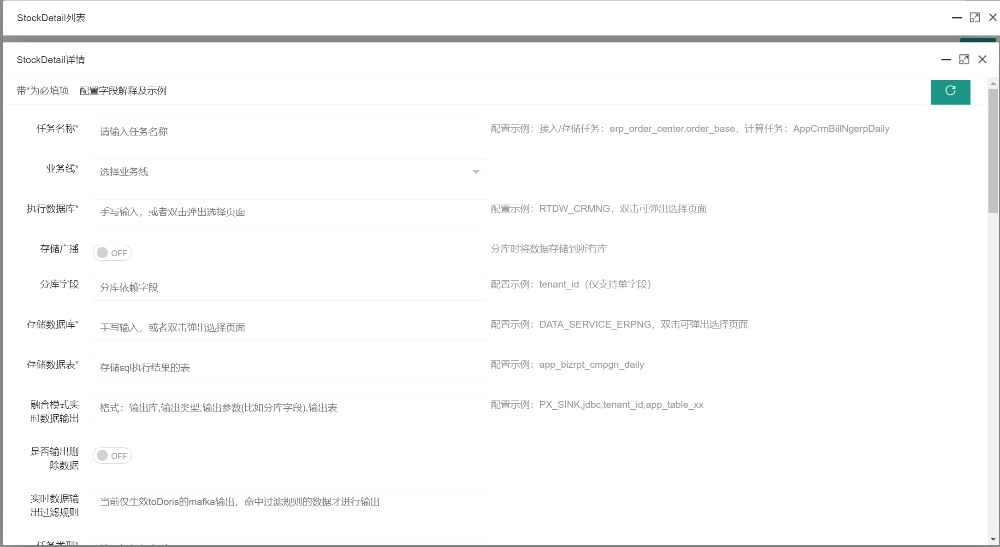 StockDetail列表
StockDetail详情
带*为必填项 配置字段解释及示例
任务名称* 请输入任务名称 配置示例：接入/存储任务：erp_order_center.order_base，计算任务：AppCrmBillNgerpDaily
业务线* 选择业务线
执行数据库* 手写输入，或者双击弹出选择页面 配置示例：RTDW_CRMNG，双击可弹出选择页面
存储广播 OFF 分库时将数据存储到所有库
分库字段 分库依赖字段 配置示例：tenant_id（仅支持单字段）
存储数据库* 手写输入，或者双击弹出选择页面 配置示例：DATA_SERVICE_ERPNG，双击可弹出选择页面
存储数据表* 存储sql执行结果的表 配置示例：app_bizrpt_cmpgn_daily
融合模式实
时数据输出
格式：输出库,输出类型,输出参数(比如分库字段),输出表 配置示例：PX_SINK,jdbc,tenant_id,app_table_xx
是否输出删
除数据
OFF
实时数据输
出过滤规则
当前仅生效toDoris的mafka输出，命中过滤规则的数据才进行输出
任务类型*